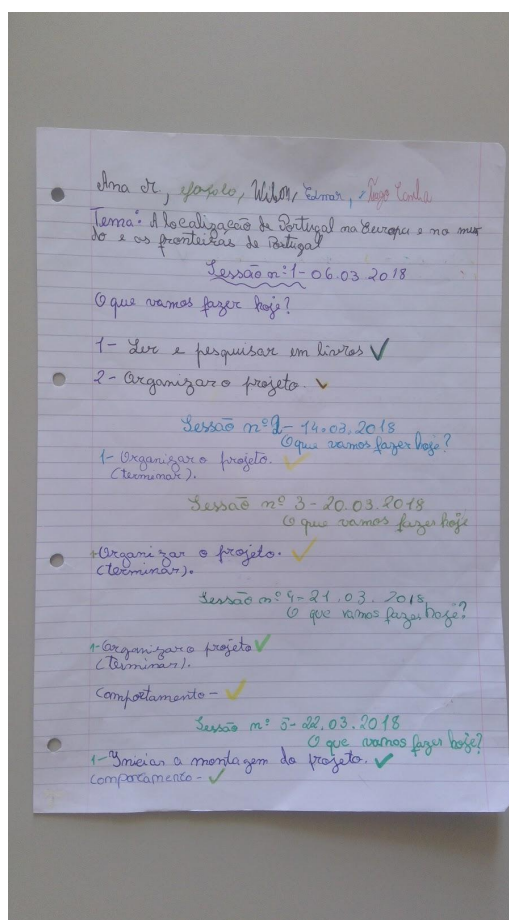 Ana , Wilson, Edmar, Tiago Cunha
Tema: A localização de Portugal na Europa e no mun
do e as fronteiras de Portugal
Sessão nº 1- 06.03 2018
O que vamos fazer hoje?
1- Ler e pesquisar em livros ✓
2- Organizar o projeto. ✓
Sessão nº 2- 14.03.2018
O que vamos fazer hoje?
1- Organizar o projeto. ✓
(terminar).
Sessão nº 3-20.03.2018
O que vamos fazer hoje
1-Organizar o projeto. ✓
(terminar).
Sessão nº 4-21.03.2018
O que vamos fazer hoje?
1-Organizar o projeto ✓
(terminar).
Comportamento- ✓
Sessão nº 5-22.03.2018
O que vamos fazer hoje?
1-Iniciar a montagem do projeto. ✓
Comportamento- ✓